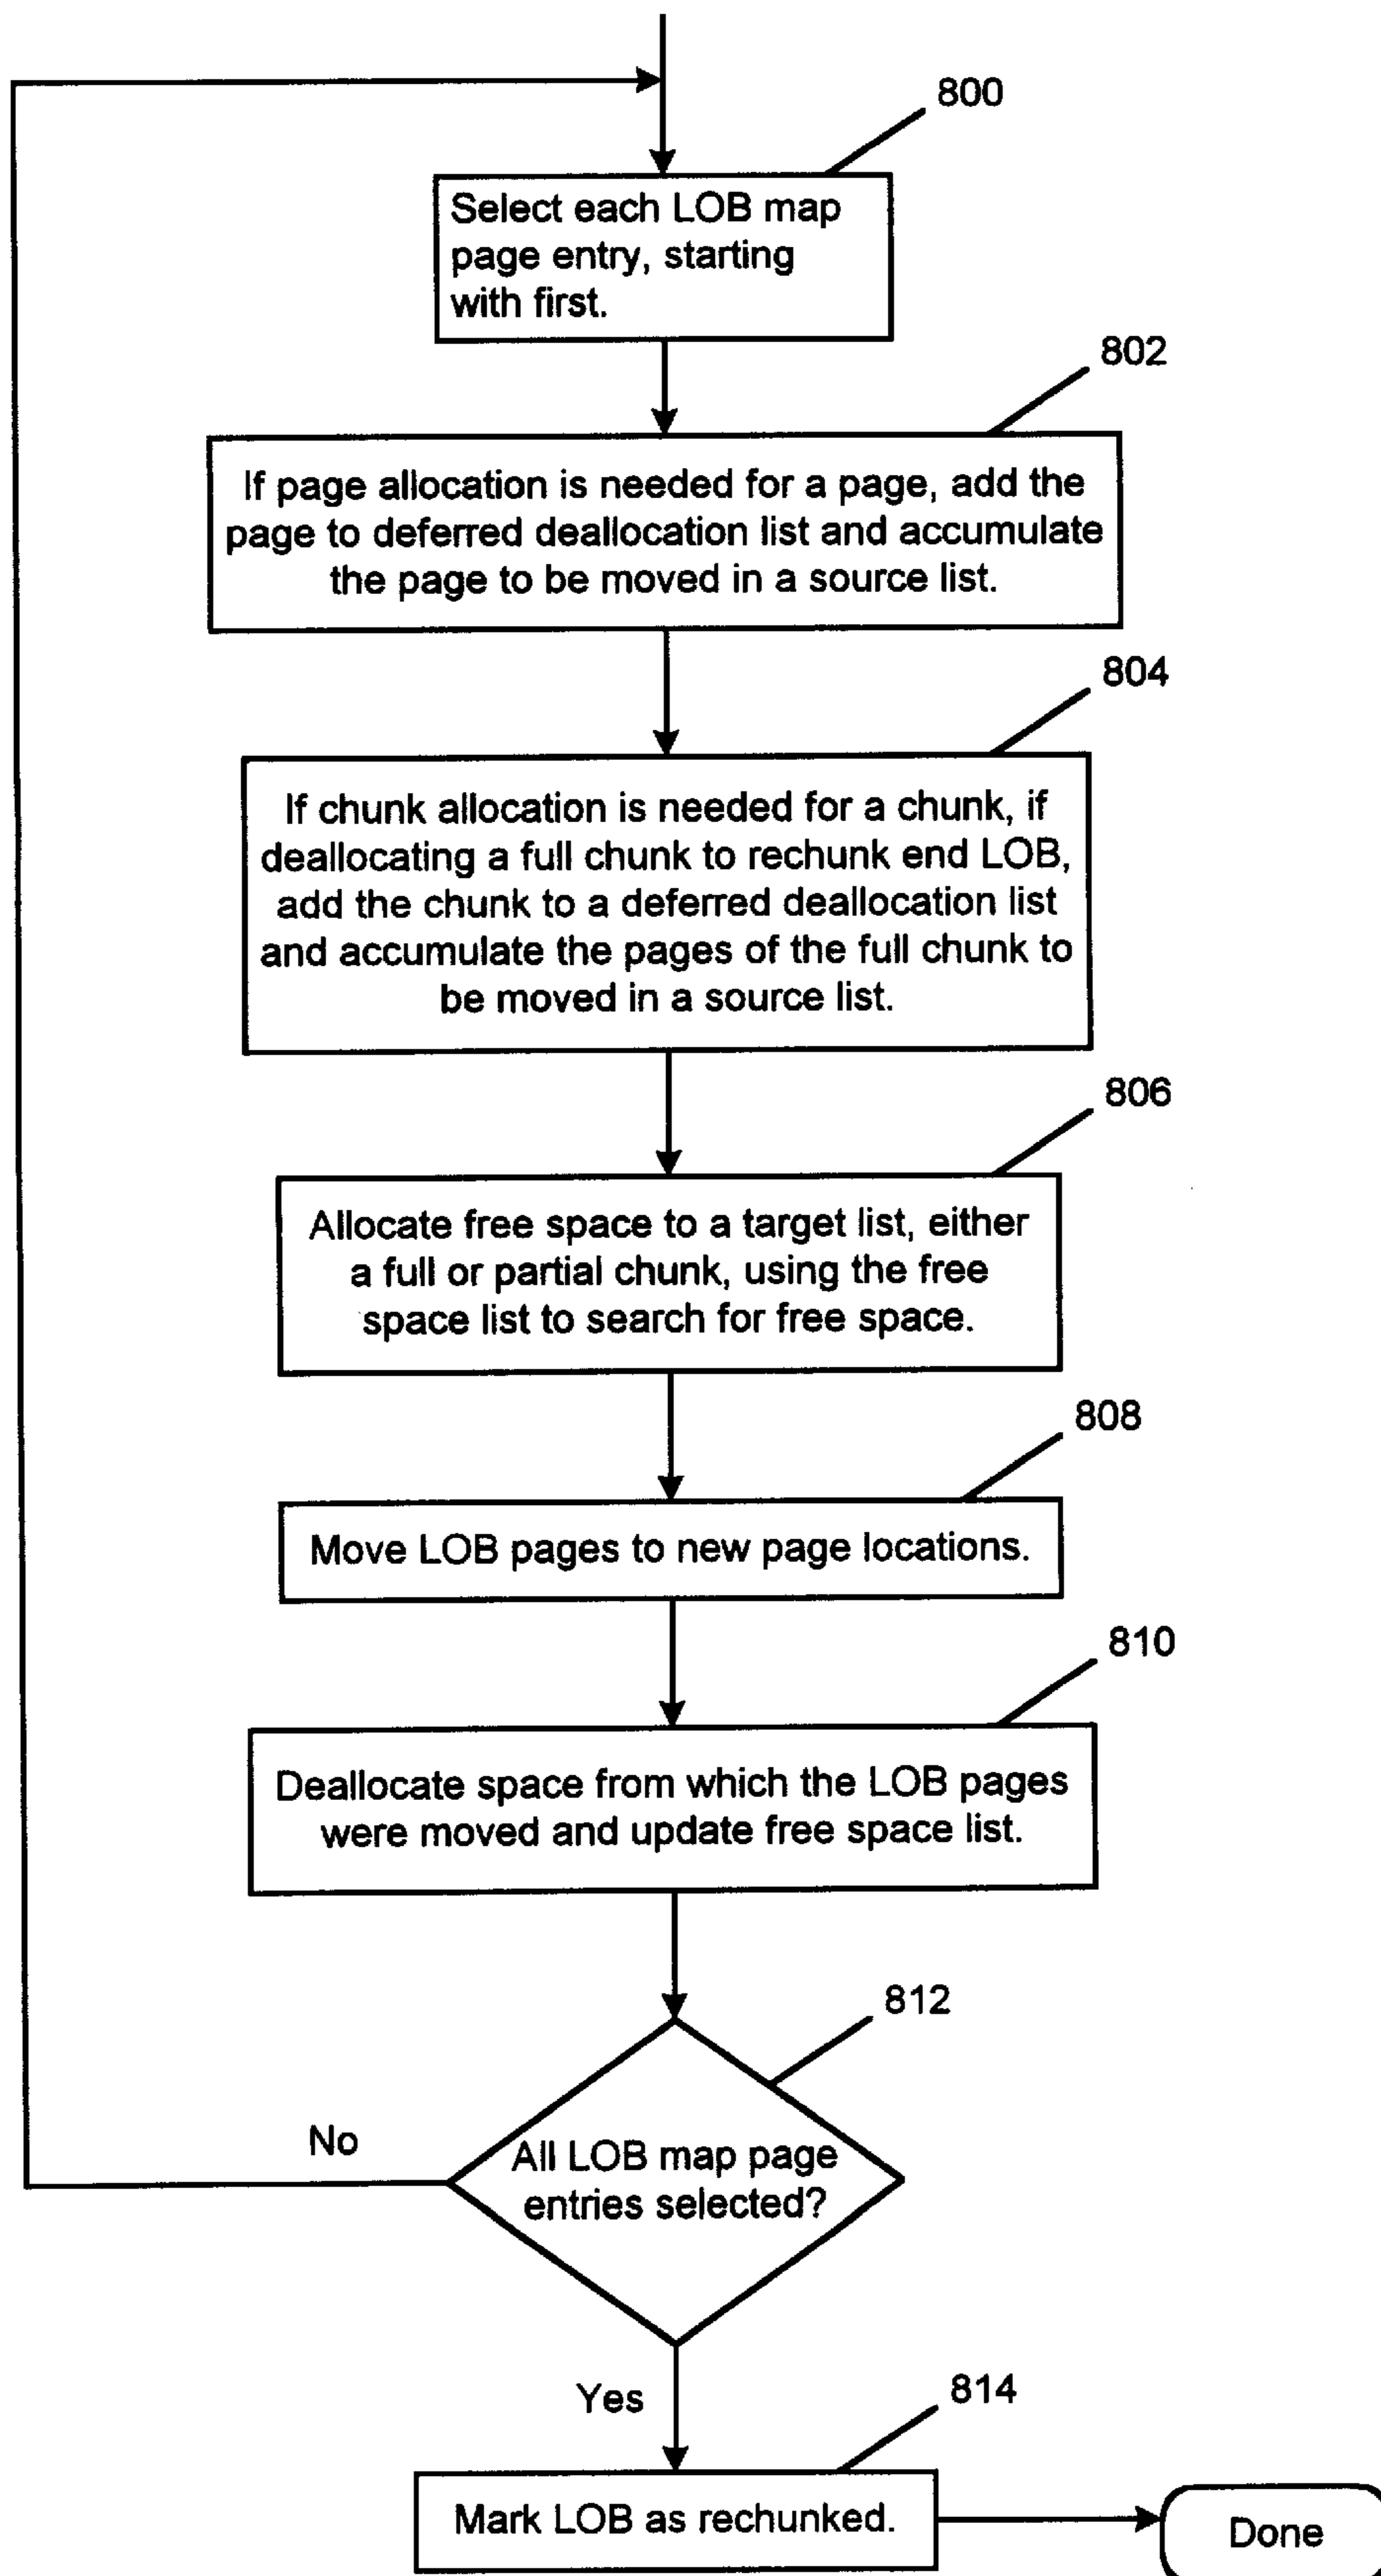 800
Select each LOB map
page entry, starting
with first.
802
If page allocation is needed for a page, add the
page to deferred deallocation list and accumulate
the page to be moved in a source list.
804
If chunk allocation is needed for a chunk, if
deallocating a full chunk to rechunk end LOB,
add the chunk to a deferred deallocation list
and accumulate the pages of the full chunk to
be moved in a source list.
806
Allocate free space to a target list, either
a full or partial chunk, using the free
space list to search for free space.
808
Move LOB pages to new page locations.
810
Deallocate space from which the LOB pages
were moved and update free space list.
812
No
All LOB map page
entries selected?
Yes
814
Mark LOB as rechunked.
Done